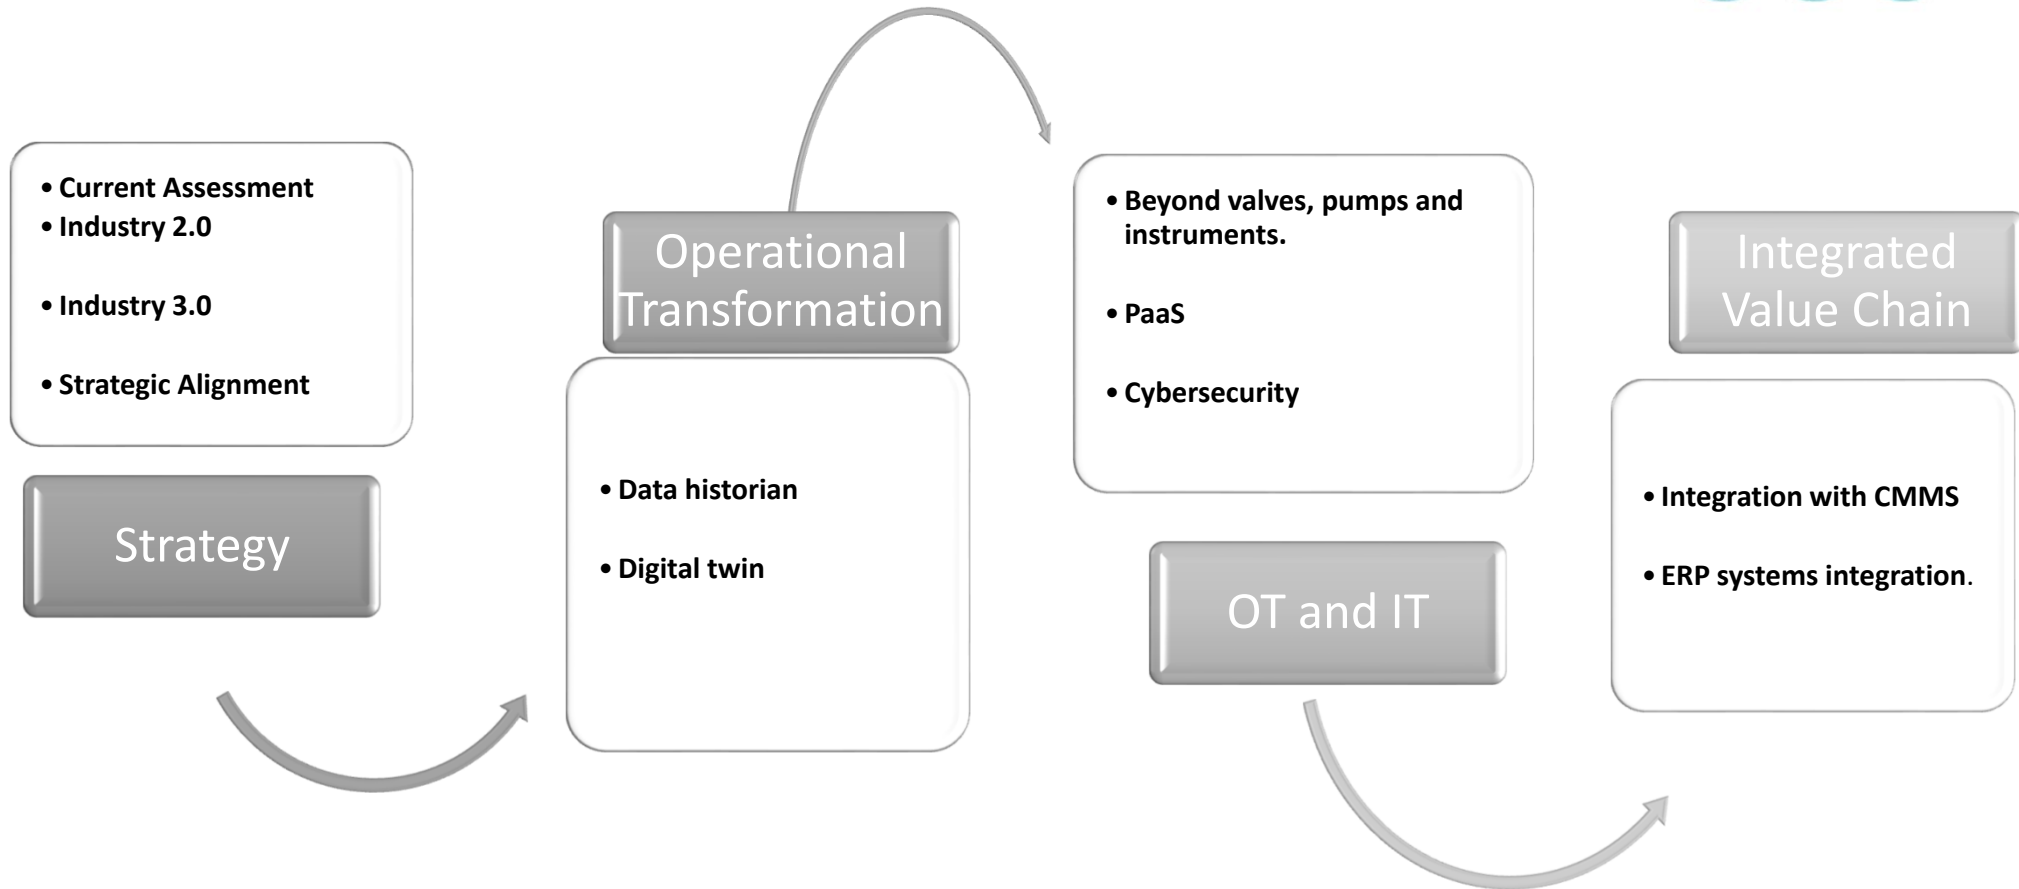 • Current Assessment
• Industry 2.0
• Industry 3.0
• Strategic Alignment
Strategy
Operational
Transformation
• Data historian
• Digital twin
• Beyond valves, pumps and
instruments.
• PaaS
• Cybersecurity
OT and IT
Integrated
Value Chain
• Integration with CMMS
• ERP systems integration.